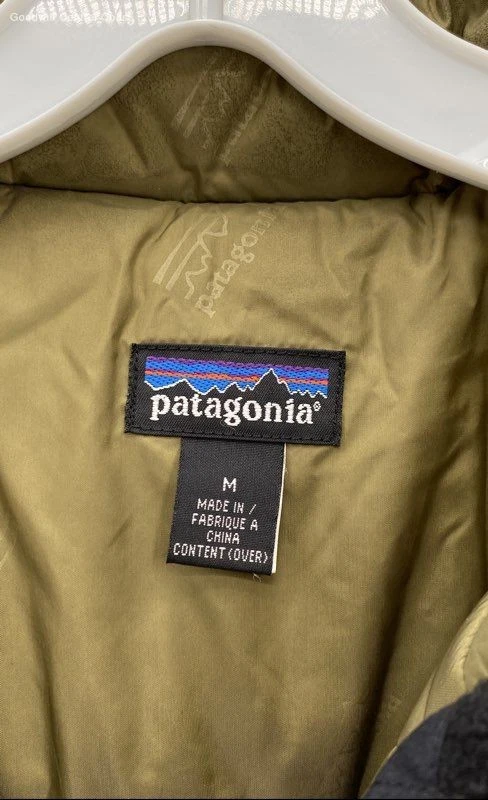 patagonia
patagonia®
M
MADE IN /
FABRIQUE A
CHINA
CONTENT(OVER)